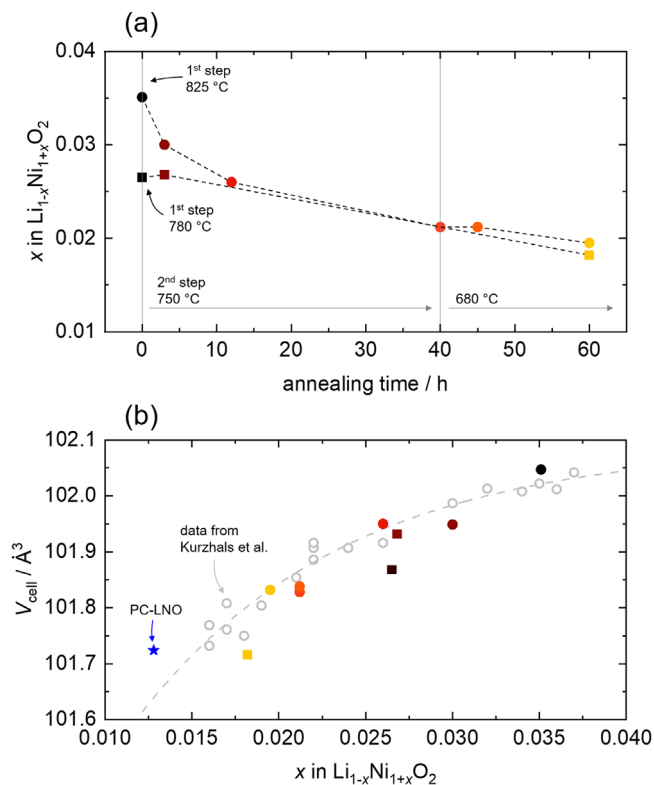 (a)
0.04
0.03
0.02
0.01
x in Li1-xNi1+xO2
1st step
825 °C
1st step
780 °C
2nd step
750 °C
680 °C
0 10 20 30 40 50 60
annealing time / h
(b)
102.1
102.0
101.9
101.8
101.7
101.6
Vcell / Å3
data from
Kurzhals et al.
PC-LNO
0.010 0.015 0.020 0.025 0.030 0.035 0.040
x in Li1-xNi1+xO2